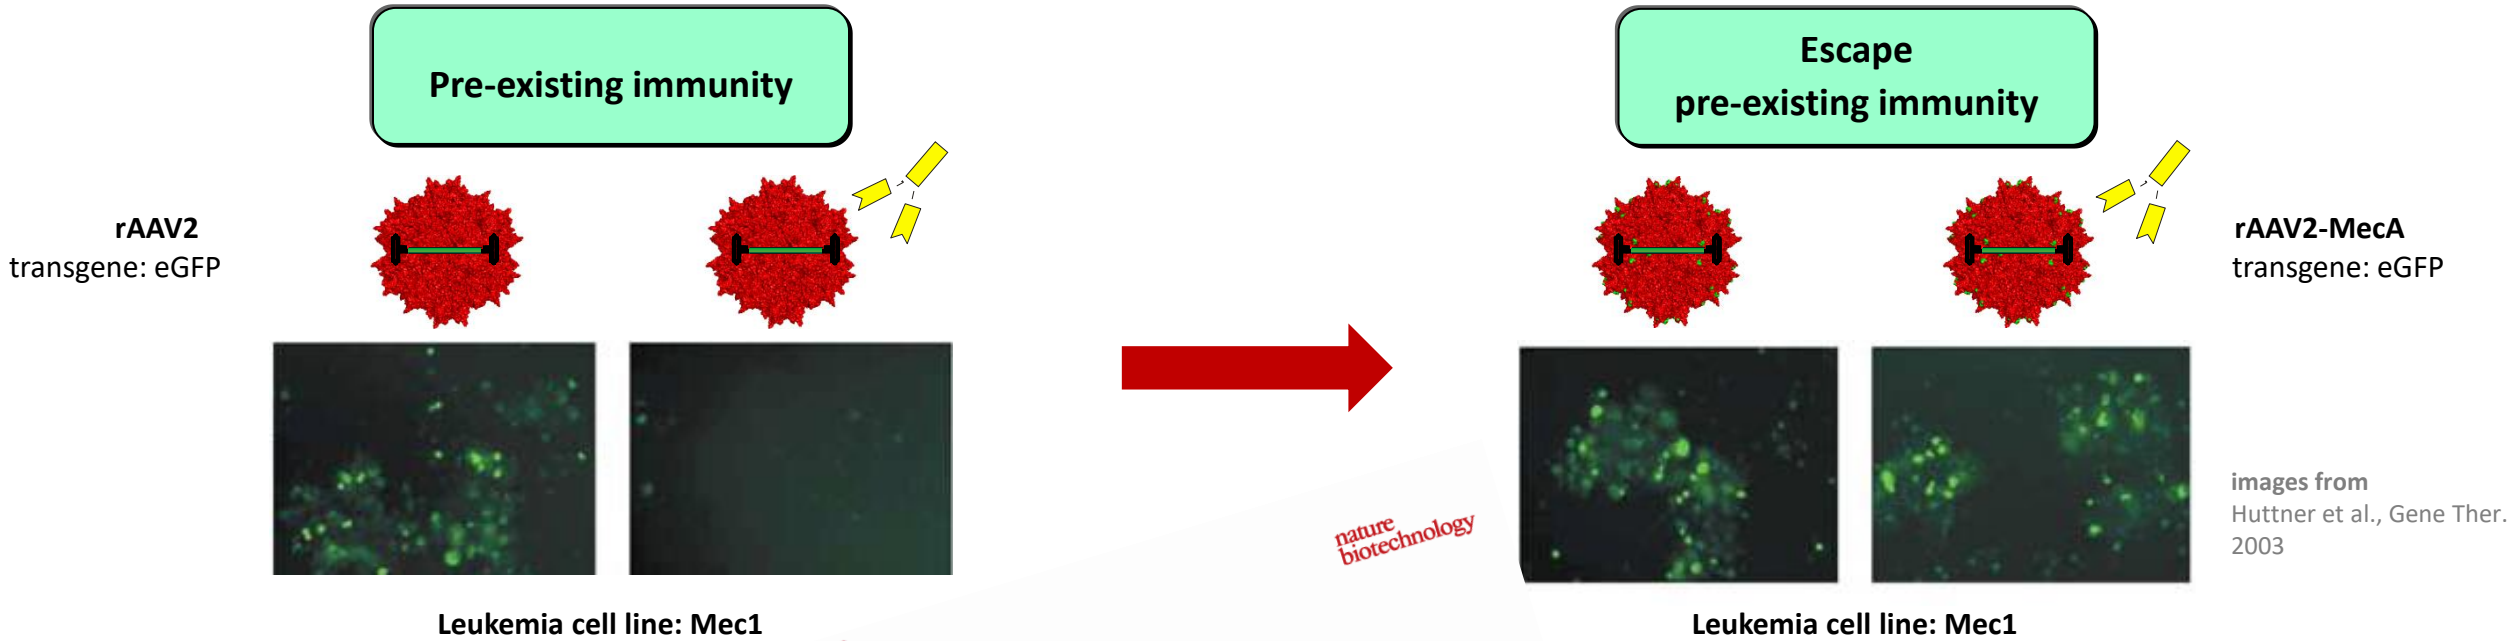 Pre-existing immunity
Escape
pre-existing immunity
rAAV2
transgene: eGFP
rAAV2-MecA
transgene: eGFP
nature
biotechnology
images from
Huttner et al., Gene Ther.
2003
Leukemia cell line: Mec1
Leukemia cell line: Mec1